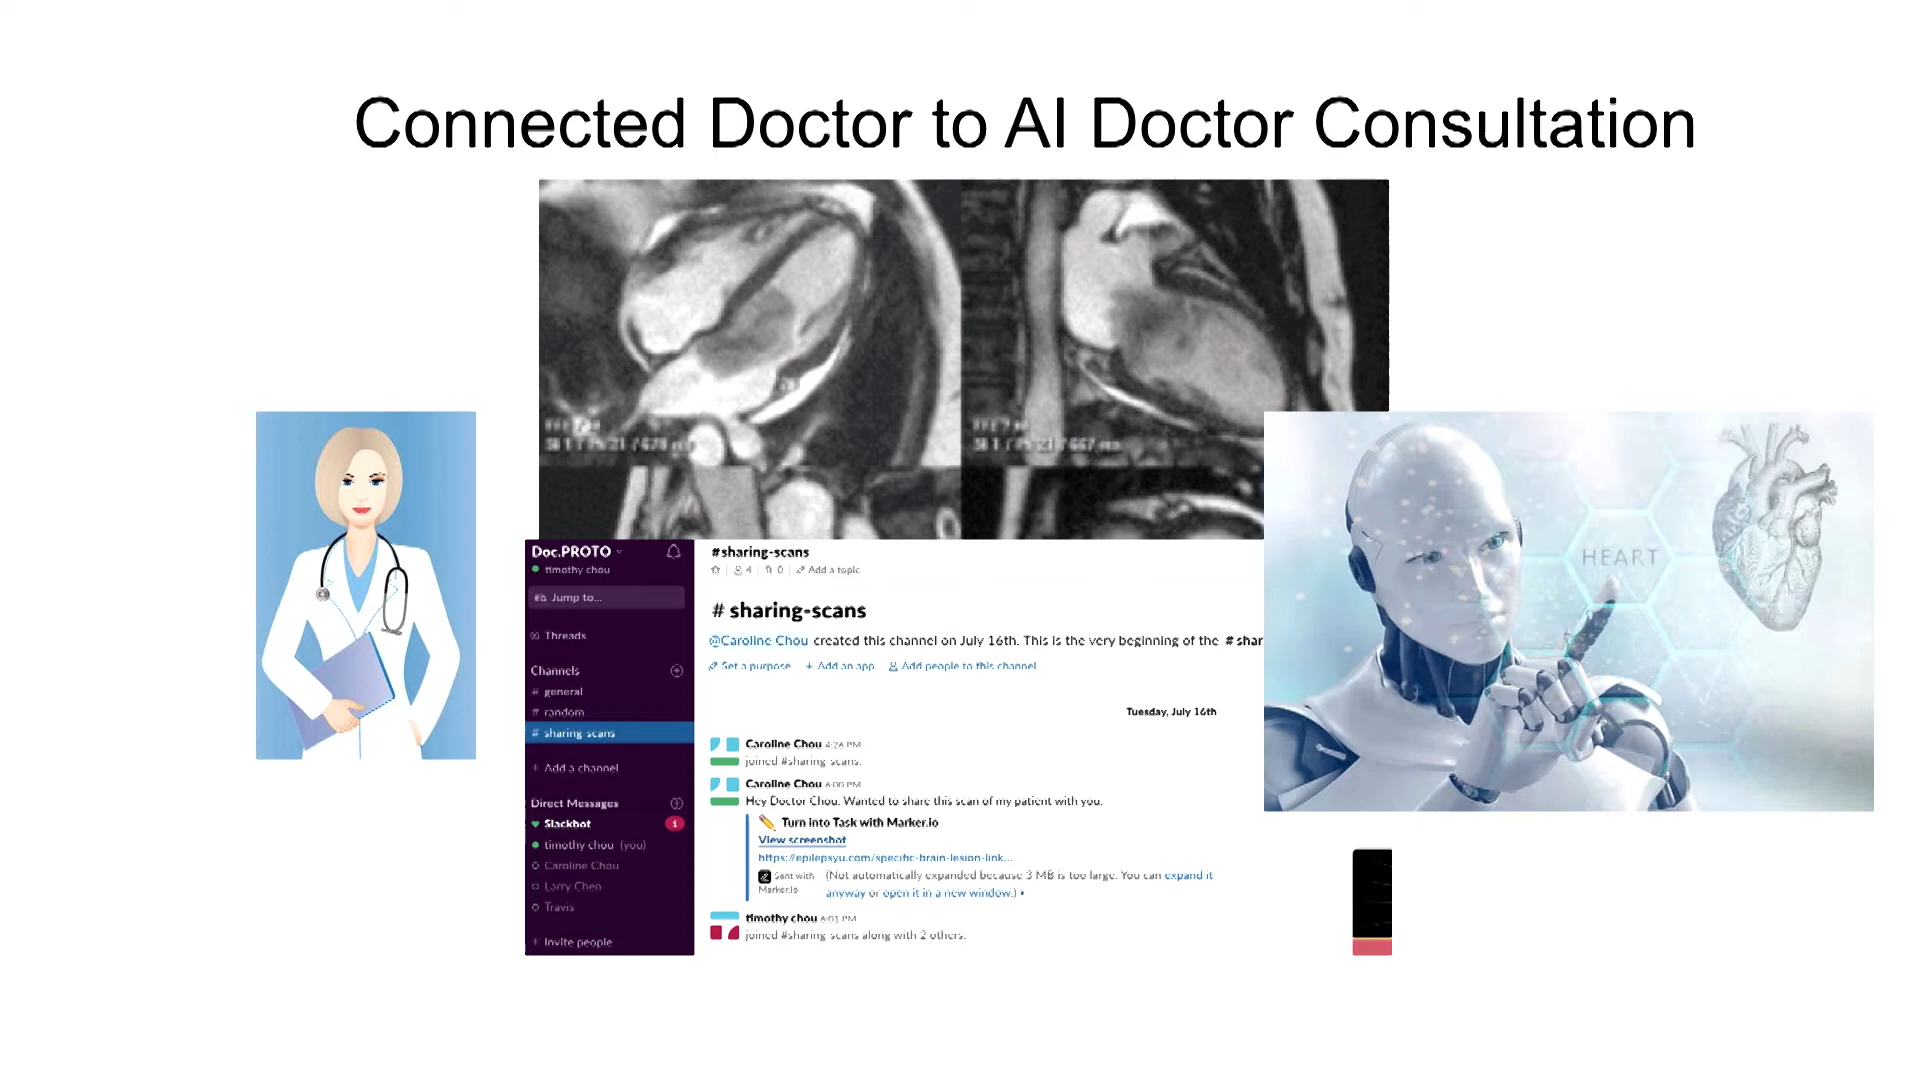 Connected Doctor to AI Doctor Consultation
HEART
Doc.PROTO
timothy chou
Jump to...
Threads
Channels
# general
# random
# sharing-scans
+ Add a channel
Direct Messages
Slackbot 1
timothy chou (you)
Caroline Chou
Larry Chen
Travis
+ Invite people
#sharing-scans
4 | 0 | Add a topic
# sharing-scans
@Caroline Chou created this channel on July 16th. This is the very beginning of the # shar
Set a purpose + Add an app Add people to this channel
Tuesday, July 16th
Caroline Chou 4:26 PM
joined #sharing-scans.
Caroline Chou 6:00 PM
Hey Doctor Chou. Wanted to share this scan of my patient with you.
Turn into Task with Marker.io
View screenshot
https://epilepsyu.com/specific-brain-lesion-link...
Sent with Marker.io
(Not automatically expanded because 3 MB is too large. You can expand it
anyway or open it in a new window.)
timothy chou 6:01 PM
joined #sharing-scans along with 2 others.